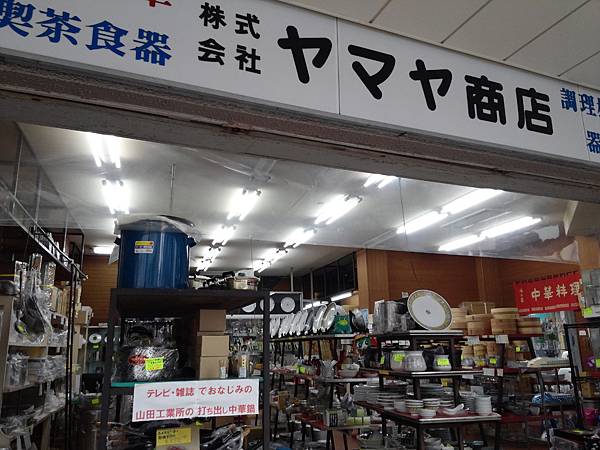 喫茶食器
株式
会社
ヤマヤ商店
調理
器
中華料理
テレビ・雑誌 でおなじみの
山田工業所の 打ち出し中華鍋